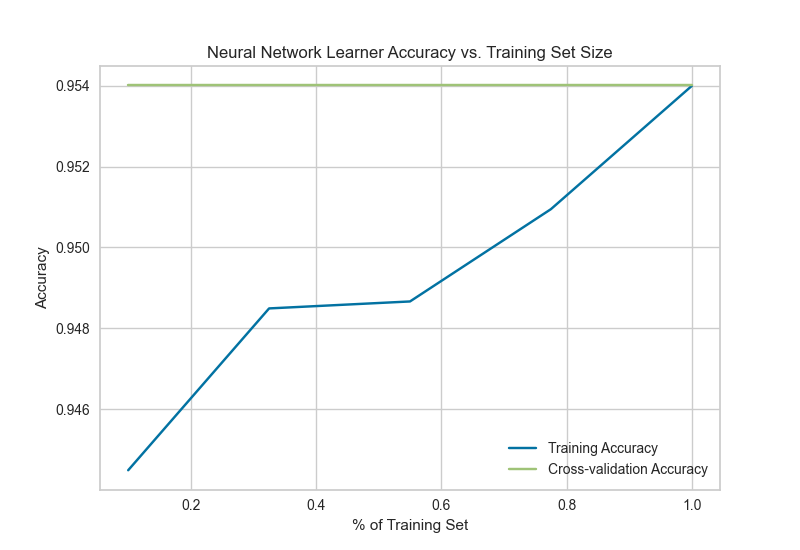 Neural Network Learner Accuracy vs. Training Set Size
0.954
0.952
0.950
0.948
0.946
Accuracy
Training Accuracy
Cross-validation Accuracy
0.2 0.4 0.6 0.8 1.0
% of Training Set